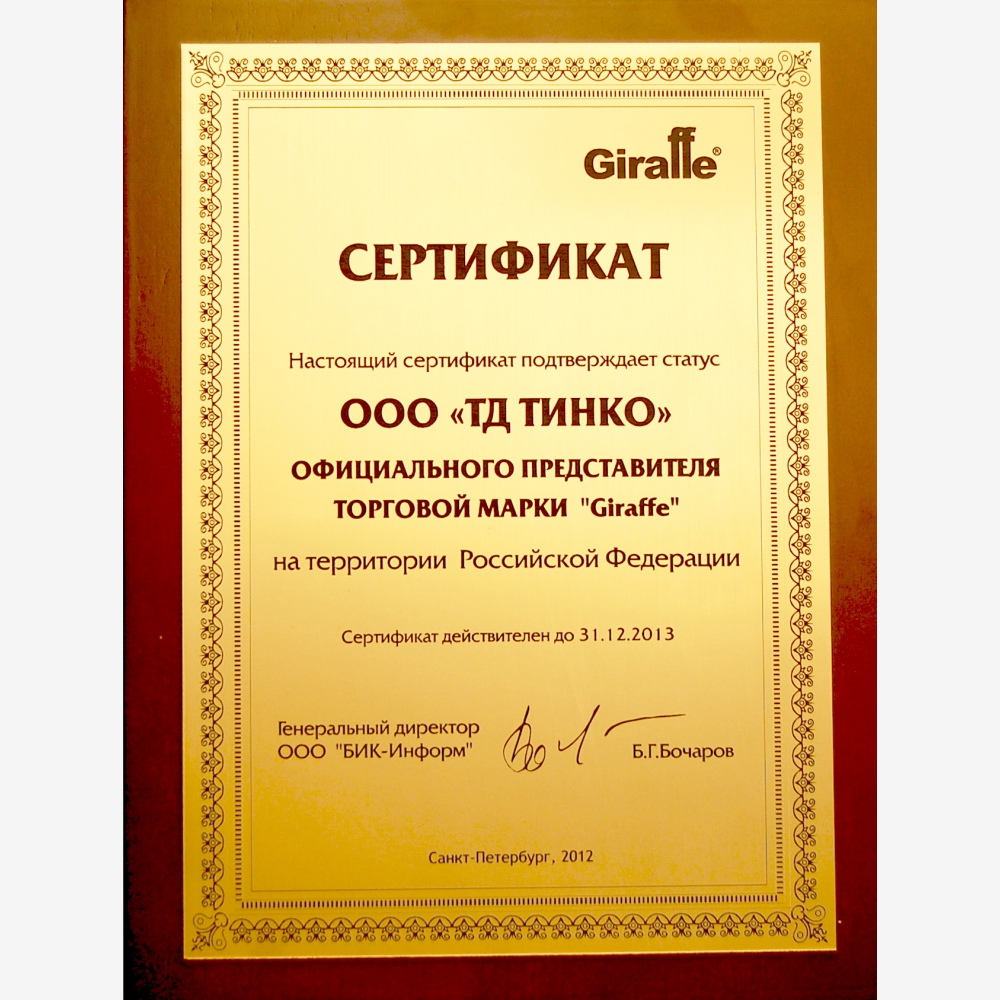 Giraffe®
СЕРТИФИКАТ
Настоящий сертификат подтверждает статус
ООО «ТД ТИНКО»
ОФИЦИАЛЬНОГО ПРЕДСТАВИТЕЛЯ
ТОРГОВОЙ МАРКИ "Giraffe"
на территории Российской Федерации
Сертификат действителен до 31.12.2013
Генеральный директор
ООО "БИК-Информ" Б.Г.Бочаров
Санкт-Петербург, 2012